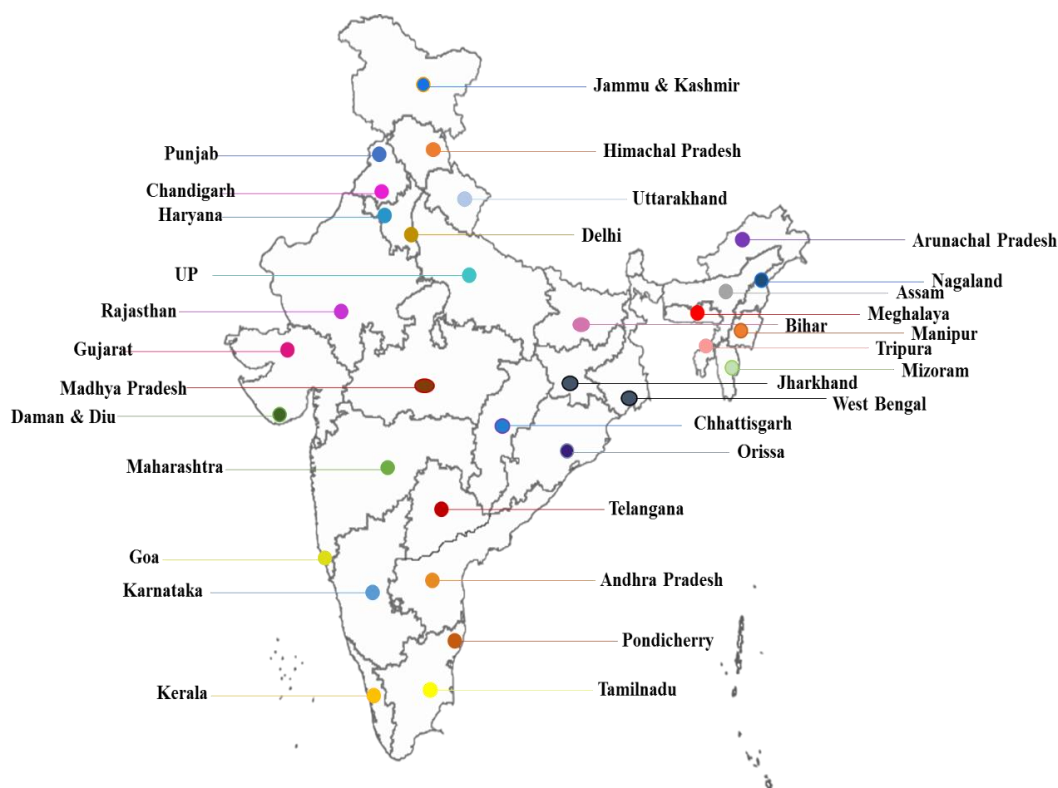 Jammu & Kashmir
Punjab
Himachal Pradesh
Chandigarh
Uttarakhand
Haryana
Delhi
Arunachal Pradesh
UP
Nagaland
Assam
Rajasthan
Meghalaya
Bihar
Manipur
Gujarat
Tripura
Mizoram
Madhya Pradesh
Jharkhand
West Bengal
Daman & Diu
Chhattisgarh
Orissa
Maharashtra
Telangana
Goa
Andhra Pradesh
Karnataka
Pondicherry
Kerala
Tamilnadu